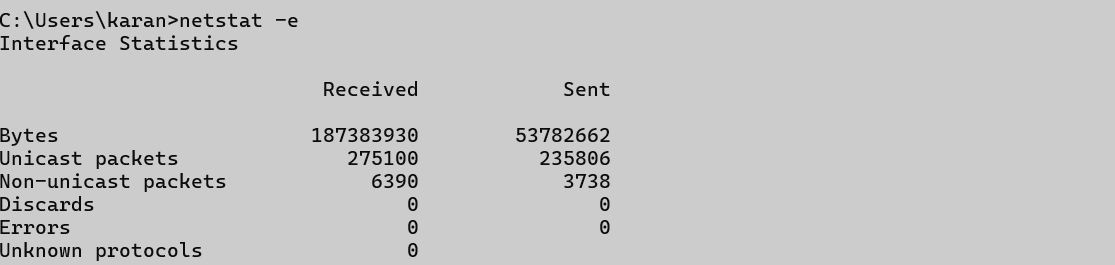 C:\Users\karan>netstat -e
Interface Statistics
Received Sent
Bytes 187383930 53782662
Unicast packets 275100 235806
Non-unicast packets 6390 3738
Discards 0 0
Errors 0 0
Unknown protocols 0